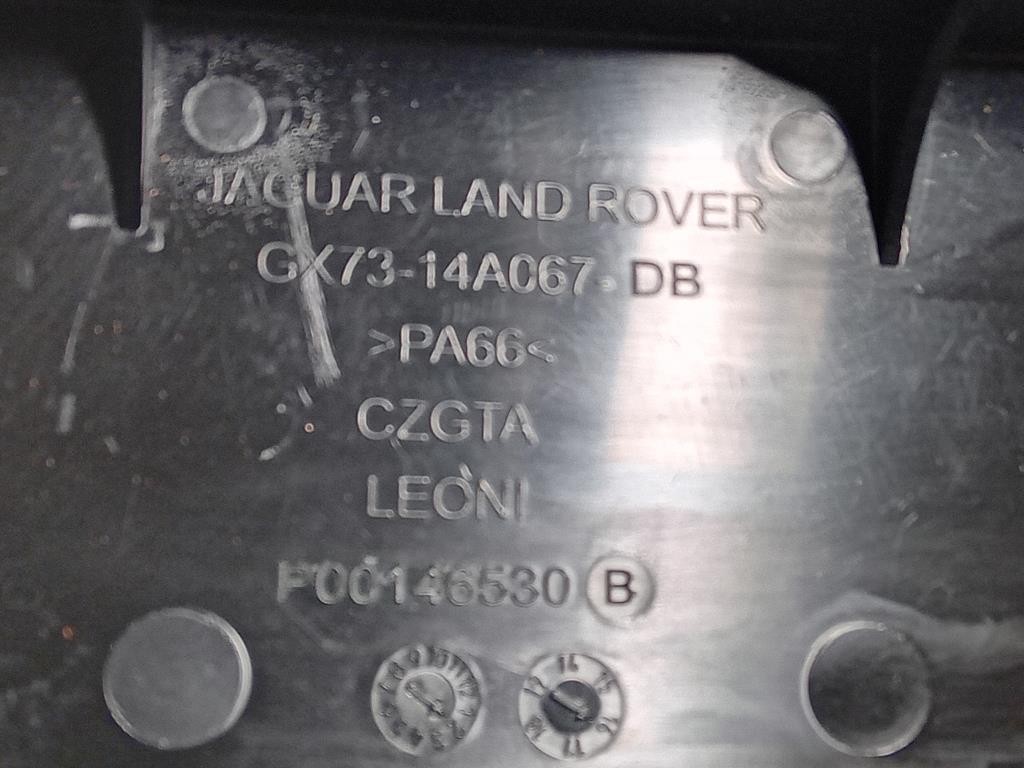 JAGUAR LAND ROVER
GX73-14A067-DB
>PA66<
CZGTA
LEONI
P00146530 B